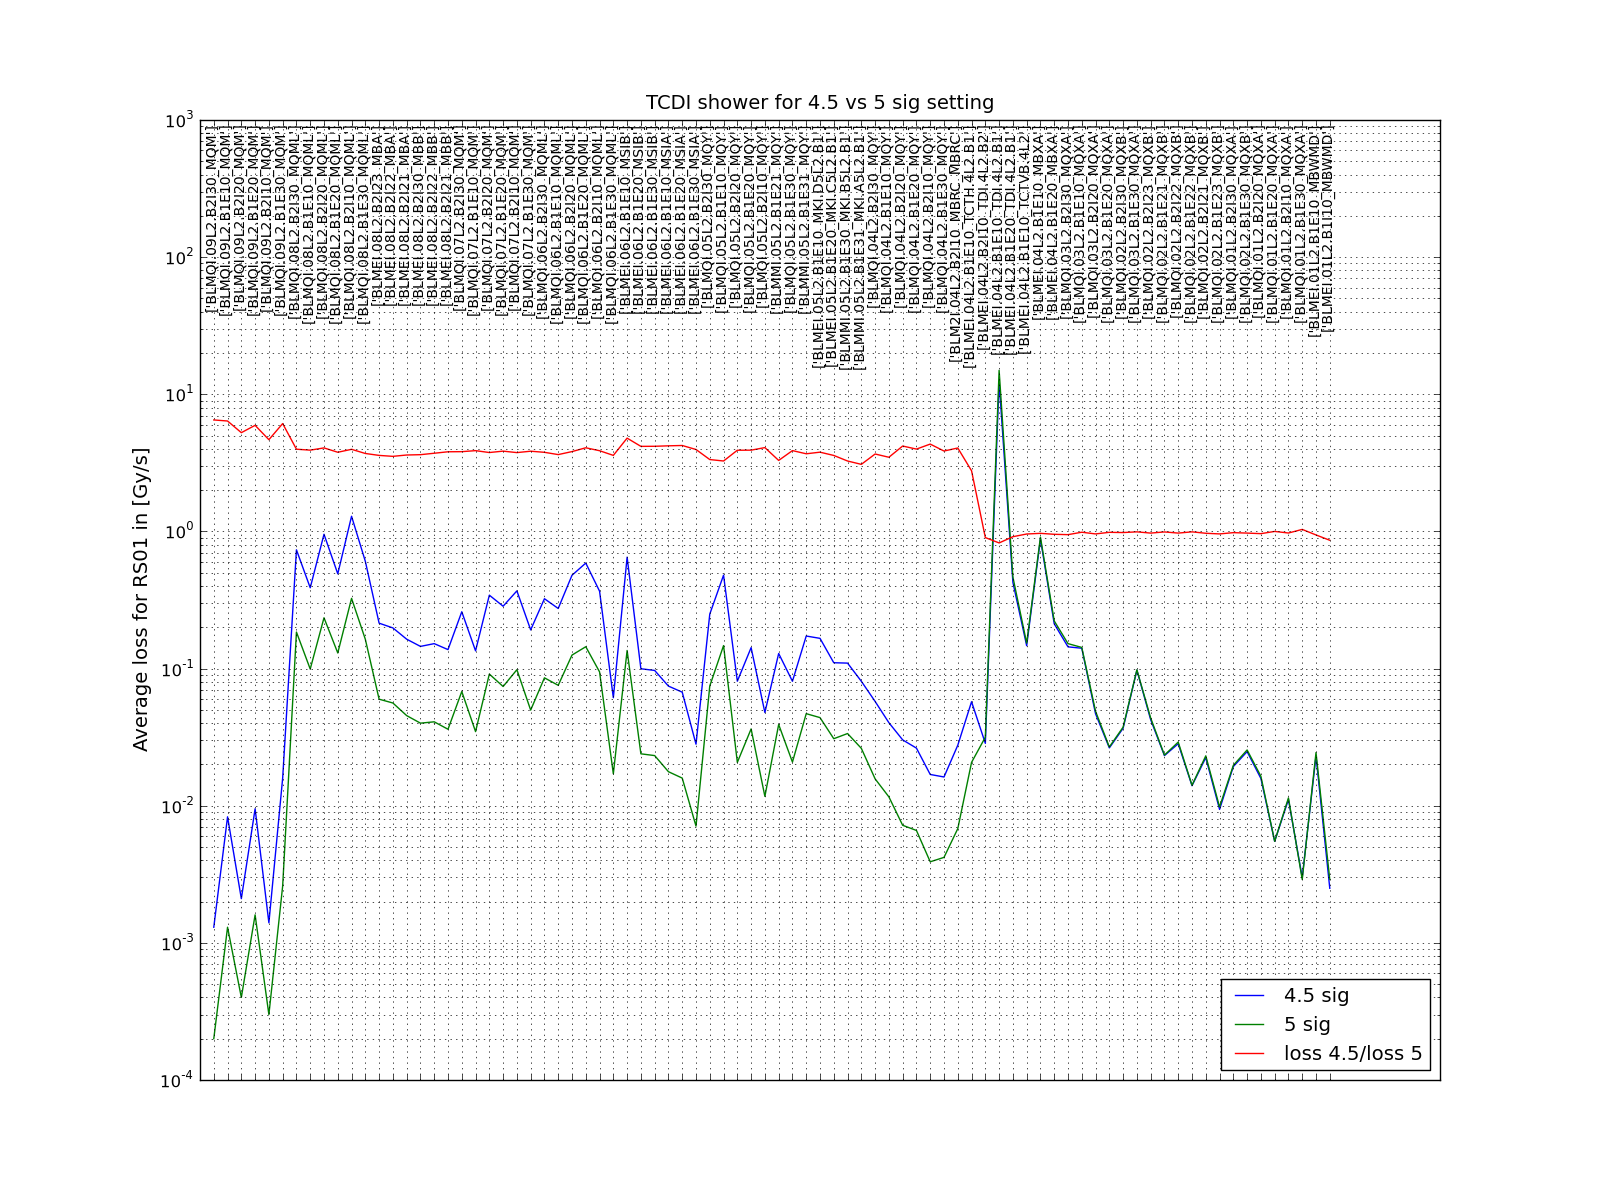 TCDI shower for 4.5 vs 5 sig setting
['BLMQI.09L2.B2I30_MQM']
['BLMQI.09L2.B1E10_MQM']
['BLMQI.09L2.B2I20_MQM']
['BLMQI.09L2.B1E20_MQM']
['BLMQI.09L2.B2I10_MQM']
['BLMQI.09L2.B1E30_MQM']
['BLMQI.08L2.B2I30_MQML']
['BLMQI.08L2.B1E10_MQML']
['BLMQI.08L2.B2I20_MQML']
['BLMQI.08L2.B1E20_MQML']
['BLMQI.08L2.B2I10_MQML']
['BLMQI.08L2.B1E30_MQML']
['BLMEI.08L2.B2I23_MBA']
['BLMEI.08L2.B2I22_MBA']
['BLMEI.08L2.B2I21_MBA']
['BLMEI.08L2.B2I30_MBB']
['BLMEI.08L2.B2I22_MBB']
['BLMEI.08L2.B2I21_MBB']
['BLMQI.07L2.B2I30_MQM']
['BLMQI.07L2.B1E10_MQM']
['BLMQI.07L2.B2I20_MQM']
['BLMQI.07L2.B1E20_MQM']
['BLMQI.07L2.B2I10_MQM']
['BLMQI.07L2.B1E30_MQM']
['BLMQI.06L2.B2I30_MQML']
['BLMQI.06L2.B1E10_MQML']
['BLMQI.06L2.B2I20_MQML']
['BLMQI.06L2.B1E20_MQML']
['BLMQI.06L2.B2I10_MQML']
['BLMQI.06L2.B1E30_MQML']
['BLMEI.06L2.B1E10_MSIB']
['BLMEI.06L2.B1E20_MSIB']
['BLMEI.06L2.B1E30_MSIB']
['BLMEI.06L2.B1E10_MSIA']
['BLMEI.06L2.B1E20_MSIA']
['BLMEI.06L2.B1E30_MSIA']
['BLMQI.05L2.B2I30_MQY']
['BLMQI.05L2.B1E10_MQY']
['BLMQI.05L2.B2I20_MQY']
['BLMQI.05L2.B1E20_MQY']
['BLMQI.05L2.B2I10_MQY']
['BLMMI.05L2.B1E21_MQY']
['BLMQI.05L2.B1E30_MQY']
['BLMMI.05L2.B1E31_MQY']
['BLMEI.05L2.B1E10_MKI.D5L2.B1']
['BLMEI.05L2.B1E20_MKI.C5L2.B1']
['BLMMI.05L2.B1E30_MKI.B5L2.B1']
['BLMMI.05L2.B1E31_MKI.A5L2.B1']
['BLMQI.04L2.B2I30_MQY']
['BLMQI.04L2.B1E10_MQY']
['BLMQI.04L2.B2I20_MQY']
['BLMQI.04L2.B1E20_MQY']
['BLMQI.04L2.B2I10_MQY']
['BLMQI.04L2.B1E30_MQY']
['BLM2I.04L2.B2I10_MBRC_MBRC']
['BLMEI.04L2.B1E10_TCTH.4L2.B1']
['BLMEI.04L2.B2I10_TDI.4L2.B2']
['BLMEI.04L2.B1E10_TDI.4L2.B1']
['BLMEI.04L2.B1E20_TDI.4L2.B1']
['BLMEI.04L2.B1E10_TCTVB.4L2']
['BLMEI.04L2.B1E10_MBXA']
['BLMEI.04L2.B1E20_MBXA']
['BLMQI.03L2.B2I30_MQXA']
['BLMQI.03L2.B1E10_MQXA']
['BLMQI.03L2.B2I20_MQXA']
['BLMQI.03L2.B1E20_MQXA']
['BLMQI.02L2.B2I30_MQXB']
['BLMQI.03L2.B1E30_MQXA']
['BLMQI.02L2.B2I23_MQXB']
['BLMQI.02L2.B1E21_MQXB']
['BLMQI.02L2.B2I22_MQXB']
['BLMQI.02L2.B1E22_MQXB']
['BLMQI.02L2.B2I21_MQXB']
['BLMQI.02L2.B1E23_MQXB']
['BLMQI.01L2.B2I30_MQXA']
['BLMQI.02L2.B1E30_MQXB']
['BLMQI.01L2.B2I20_MQXA']
['BLMQI.01L2.B1E20_MQXA']
['BLMQI.01L2.B2I10_MQXA']
['BLMQI.01L2.B1E30_MQXA']
['BLMEI.01L2.B1E10_MBWMD']
['BLMEI.01L2.B2I10_MBWMD']
10^3
10^2
10^1
10^0
10^-1
10^-2
10^-3
10^-4
Average loss for RS01 in [Gy/s]
4.5 sig
5 sig
loss 4.5/loss 5